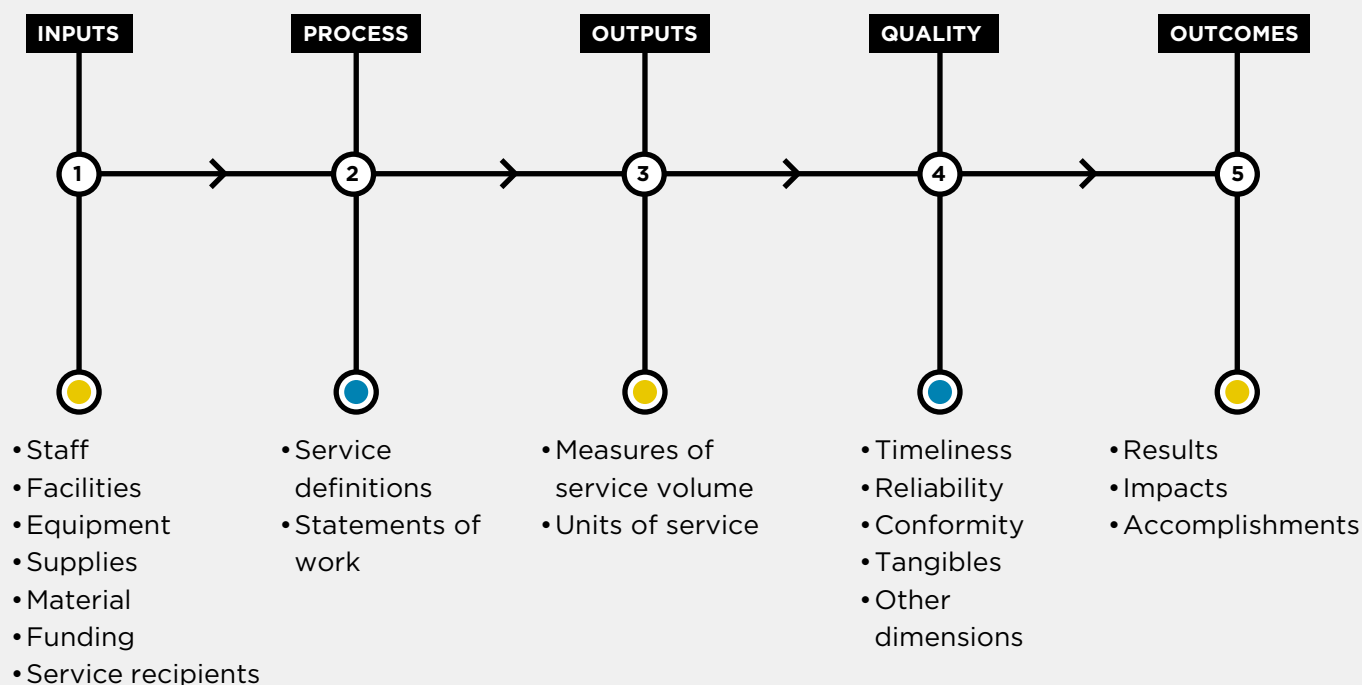 INPUTS
PROCESS
OUTPUTS
QUALITY
OUTCOMES
1
2
3
4
5
• Staff
• Facilities
• Equipment
• Supplies
• Material
• Funding
• Service recipients
• Service
definitions
• Statements of
work
• Measures of
service volume
• Units of service
• Timeliness
• Reliability
• Conformity
• Tangibles
• Other
dimensions
• Results
• Impacts
• Accomplishments